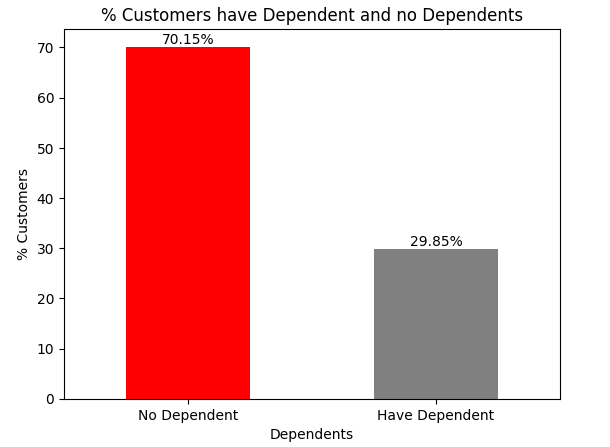 % Customers have Dependent and no Dependents
70.15%
29.85%
70
60
50
40
30
20
10
0
% Customers
No Dependent
Have Dependent
Dependents